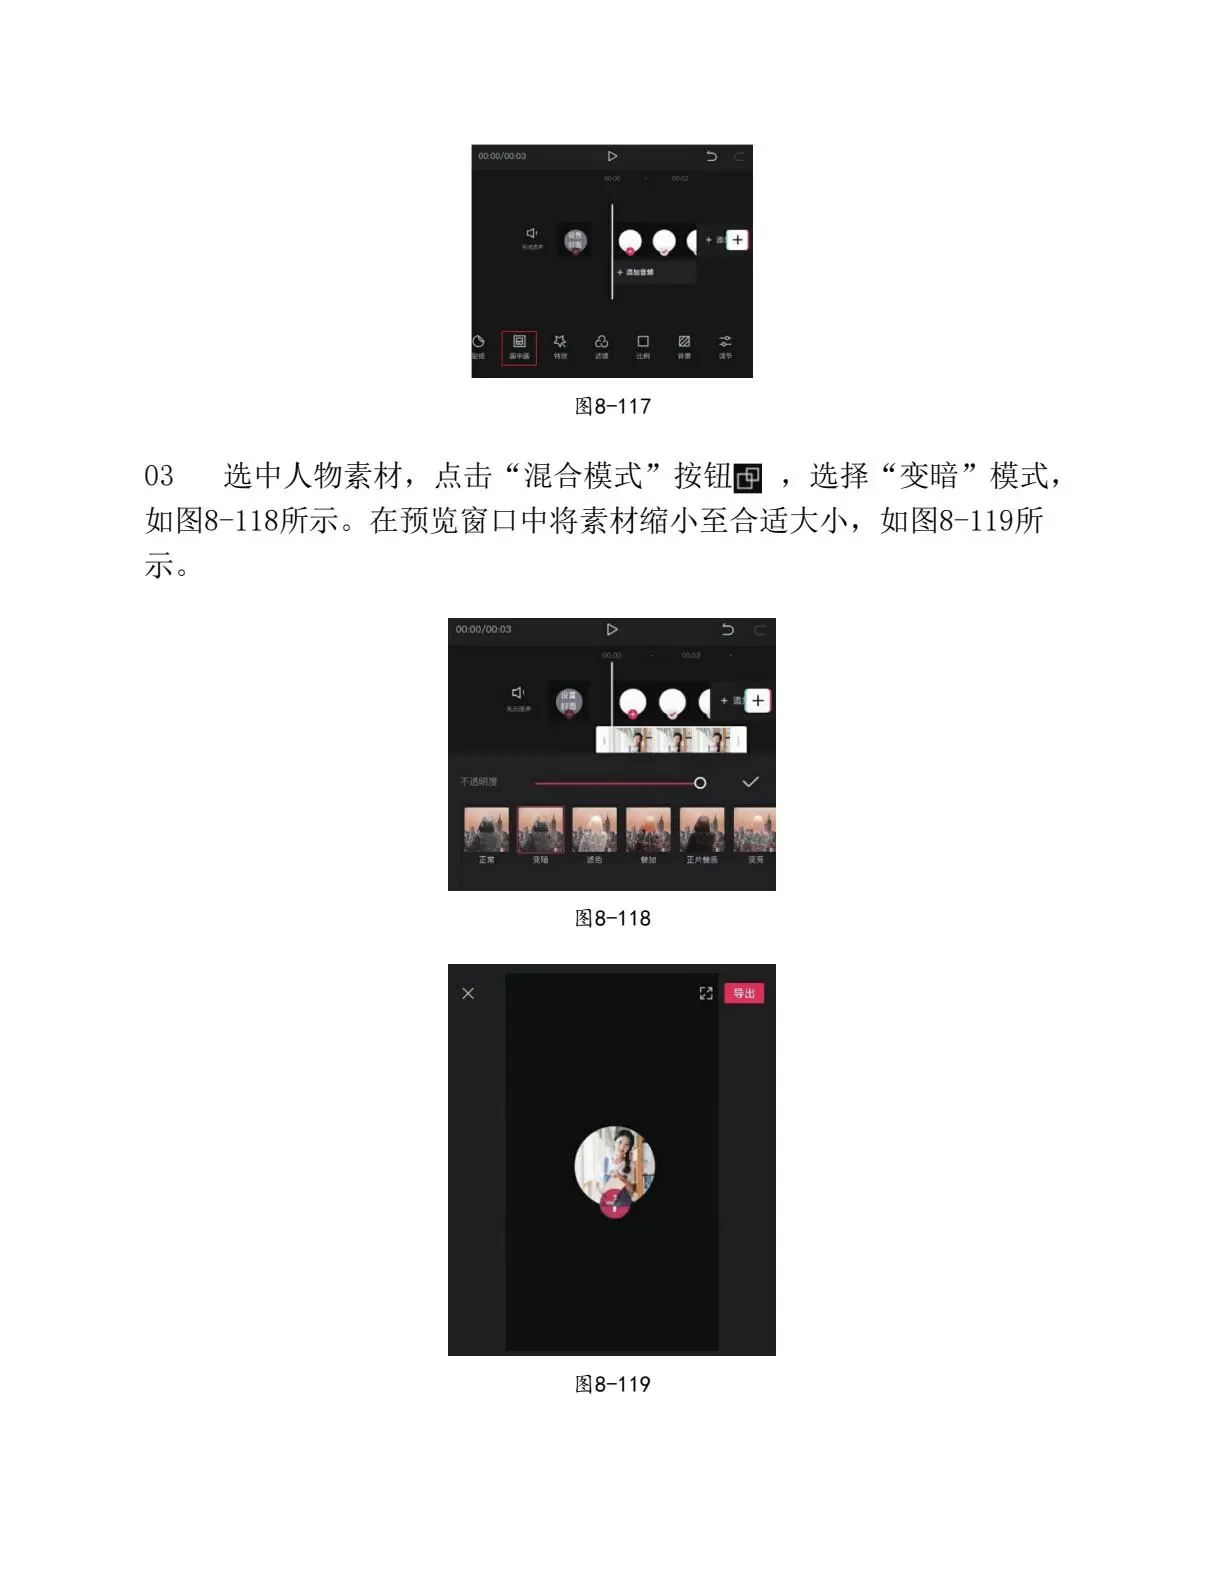 00:00/00:03
00:00 00:02
关闭原声
设置
封面
+ 添加音频
贴纸 画中画 特效 滤镜 比例 背景 调节
图8-117
03 选中人物素材，点击“混合模式”按钮 ，选择“变暗”模式，
如图8-118所示。在预览窗口中将素材缩小至合适大小，如图8-119所
示。
00:00/00:03
00:00 00:02
关闭原声
设置
封面
不透明度
正常 变暗 滤色 叠加 正片叠底 变亮
图8-118
导出
图8-119